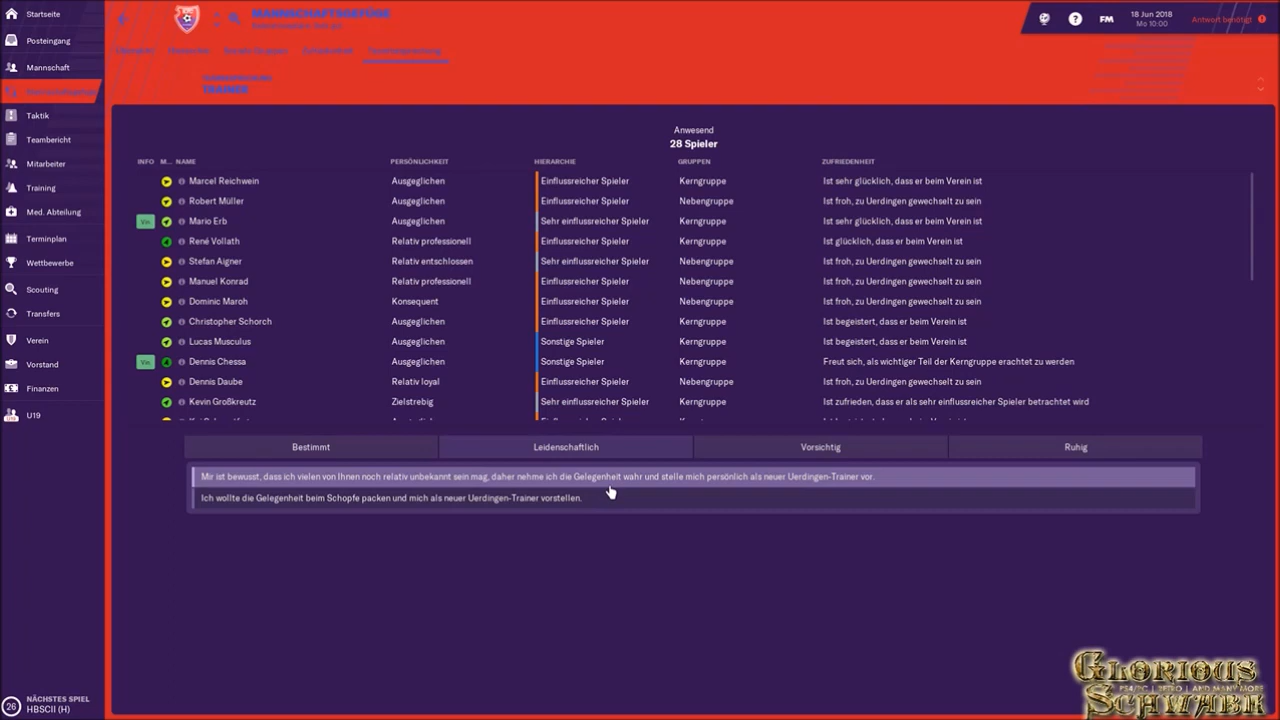 Startseite
Posteingang
Mannschaft
Taktik
Teambericht
Mitarbeiter
Training
Med. Abteilung
Terminplan
Wettbewerbe
Scouting
Transfers
Verein
Vorstand
Finanzen
U19
26 NÄCHSTES SPIEL
HBSCII (H)
MANNSCHAFTSGEFÜGE
TRAINER
FM
18 Jun 2018
Mo 10:00
Antwort benötigt
Anwesend
28 Spieler
INFO M... NAME PERSÖNLICHKEIT HIERARCHIE GRUPPEN ZUFRIEDENHEIT
Marcel Reichwein Ausgeglichen Einflussreicher Spieler Kerngruppe Ist sehr glücklich, dass er beim Verein ist
Robert Müller Ausgeglichen Einflussreicher Spieler Nebengruppe Ist froh, zu Uerdingen gewechselt zu sein
Vin Mario Erb Ausgeglichen Sehr einflussreicher Spieler Kerngruppe Ist sehr glücklich, dass er beim Verein ist
René Vollath Relativ professionell Einflussreicher Spieler Kerngruppe Ist glücklich, dass er beim Verein ist
Stefan Aigner Relativ entschlossen Sehr einflussreicher Spieler Nebengruppe Ist froh, zu Uerdingen gewechselt zu sein
Manuel Konrad Relativ professionell Einflussreicher Spieler Nebengruppe Ist froh, zu Uerdingen gewechselt zu sein
Dominic Maroh Konsequent Einflussreicher Spieler Nebengruppe Ist froh, zu Uerdingen gewechselt zu sein
Christopher Schorch Ausgeglichen Einflussreicher Spieler Kerngruppe Ist begeistert, dass er beim Verein ist
Lucas Musculus Ausgeglichen Sonstige Spieler Kerngruppe Ist begeistert, dass er beim Verein ist
Vin Dennis Chessa Ausgeglichen Sonstige Spieler Kerngruppe Freut sich, als wichtiger Teil der Kerngruppe erachtet zu werden
Dennis Daube Relativ loyal Einflussreicher Spieler Nebengruppe Ist froh, zu Uerdingen gewechselt zu sein
Kevin Großkreutz Zielstrebig Sehr einflussreicher Spieler Kerngruppe Ist zufrieden, dass er als sehr einflussreicher Spieler betrachtet wird
Bestimmt Leidenschaftlich Vorsichtig Ruhig
Mir ist bewusst, dass ich vielen von Ihnen noch relativ unbekannt sein mag, daher nehme ich die Gelegenheit wahr und stelle mich persönlich als neuer Uerdingen-Trainer vor.
Ich wollte die Gelegenheit beim Schopfe packen und mich als neuer Uerdingen-Trainer vorstellen.
GLORIOUS
PS4/PC | RETRO | AND MANY MORE
SCHWABE